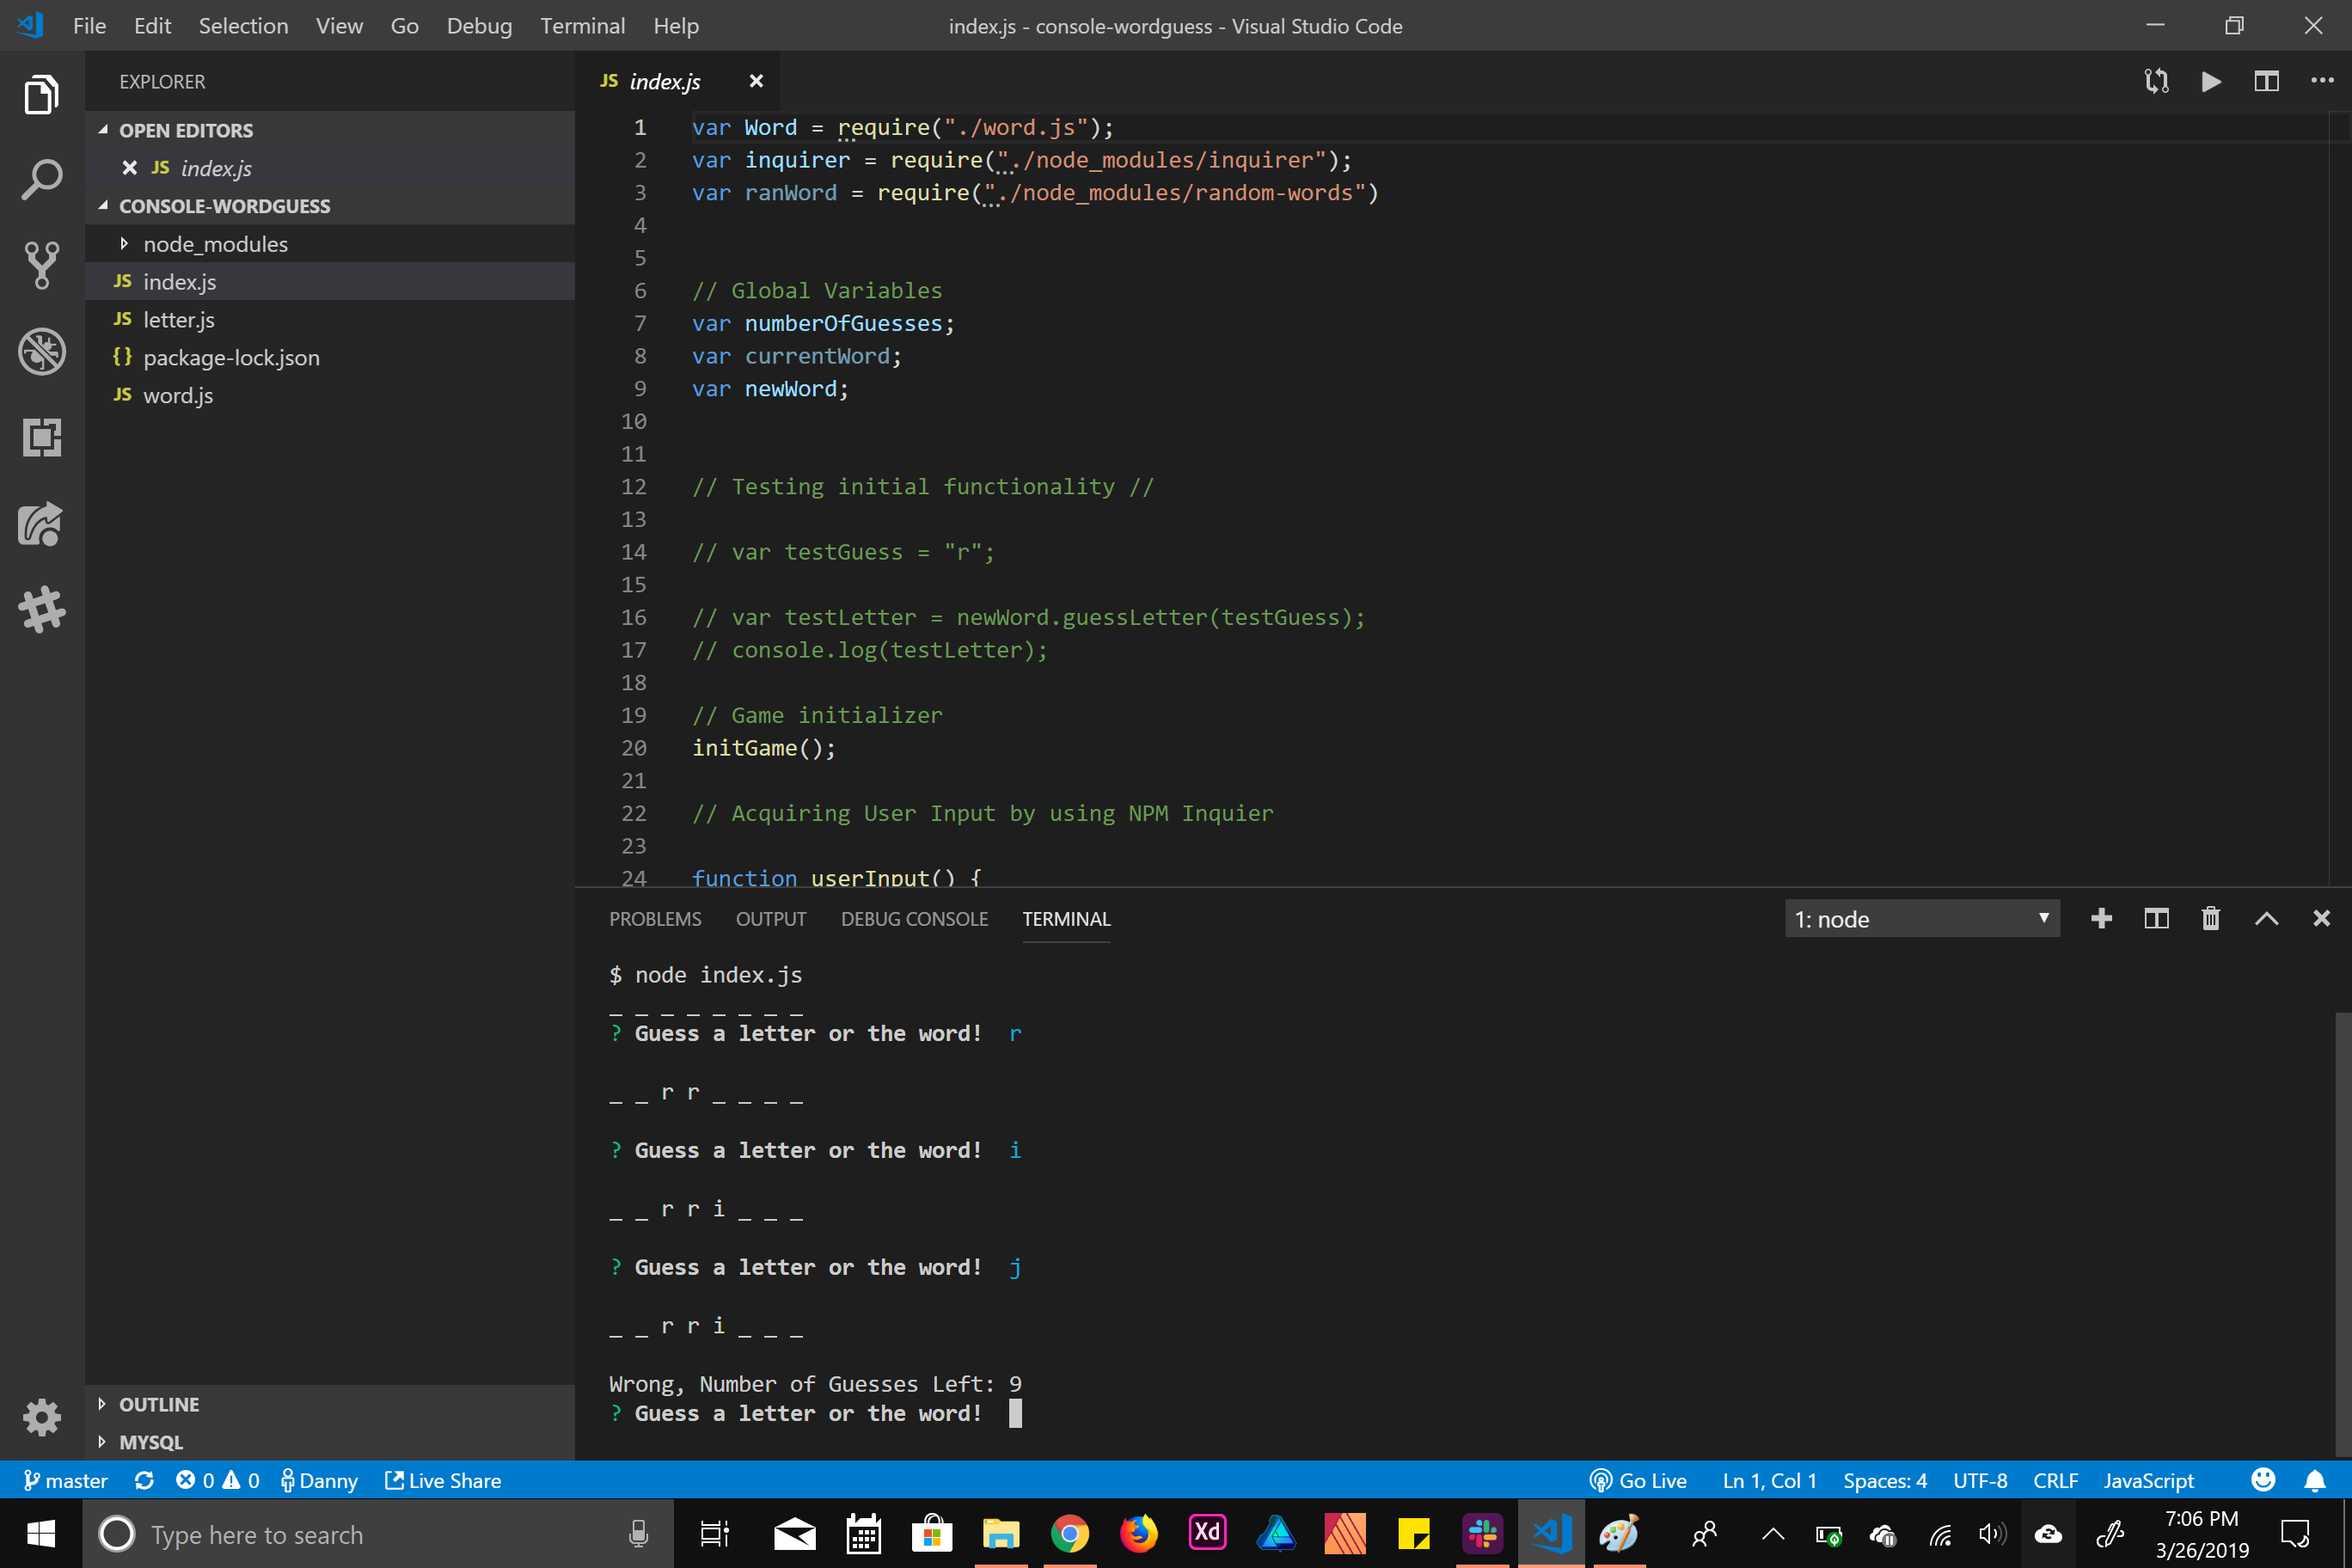 File Edit Selection View Go Debug Terminal Help index.js - console-wordguess - Visual Studio Code
EXPLORER
OPEN EDITORS
JS index.js
CONSOLE-WORDGUESS
node_modules
JS index.js
JS letter.js
{} package-lock.json
JS word.js
OUTLINE
MYSQL
JS index.js
1 var Word = require("./word.js");
2 var inquirer = require("./node_modules/inquirer");
3 var ranWord = require("./node_modules/random-words")
4
5
6 // Global Variables
7 var numberOfGuesses;
8 var currentWord;
9 var newWord;
10
11
12 // Testing initial functionality //
13
14 // var testGuess = "r";
15
16 // var testLetter = newWord.guessLetter(testGuess);
17 // console.log(testLetter);
18
19 // Game initializer
20 initGame();
21
22 // Acquiring User Input by using NPM Inquier
23
24 function userInput() {
PROBLEMS OUTPUT DEBUG CONSOLE TERMINAL 1: node
$ node index.js
_ _ _ _ _ _ _ _
? Guess a letter or the word! r
_ _ r r _ _ _ _
? Guess a letter or the word! i
_ _ r r i _ _ _
? Guess a letter or the word! j
_ _ r r i _ _ _
Wrong, Number of Guesses Left: 9
? Guess a letter or the word!
master 0 0 Danny Live Share Go Live Ln 1, Col 1 Spaces: 4 UTF-8 CRLF JavaScript
Type here to search Xd 7:06 PM
3/26/2019